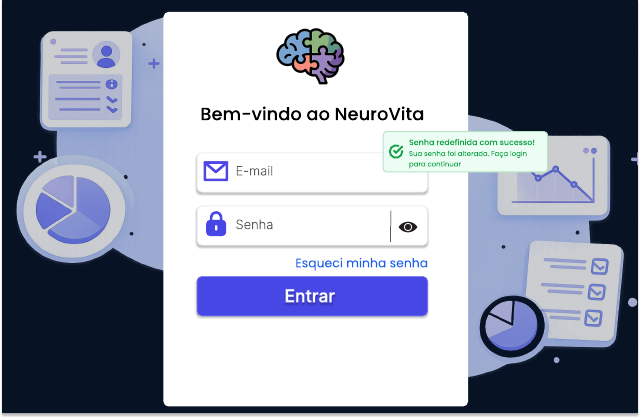 Bem-vindo ao NeuroVita
Senha redefinida com sucesso!
Sua senha foi alterada. Faça login
para continuar
E-mail
Senha
Esqueci minha senha
Entrar